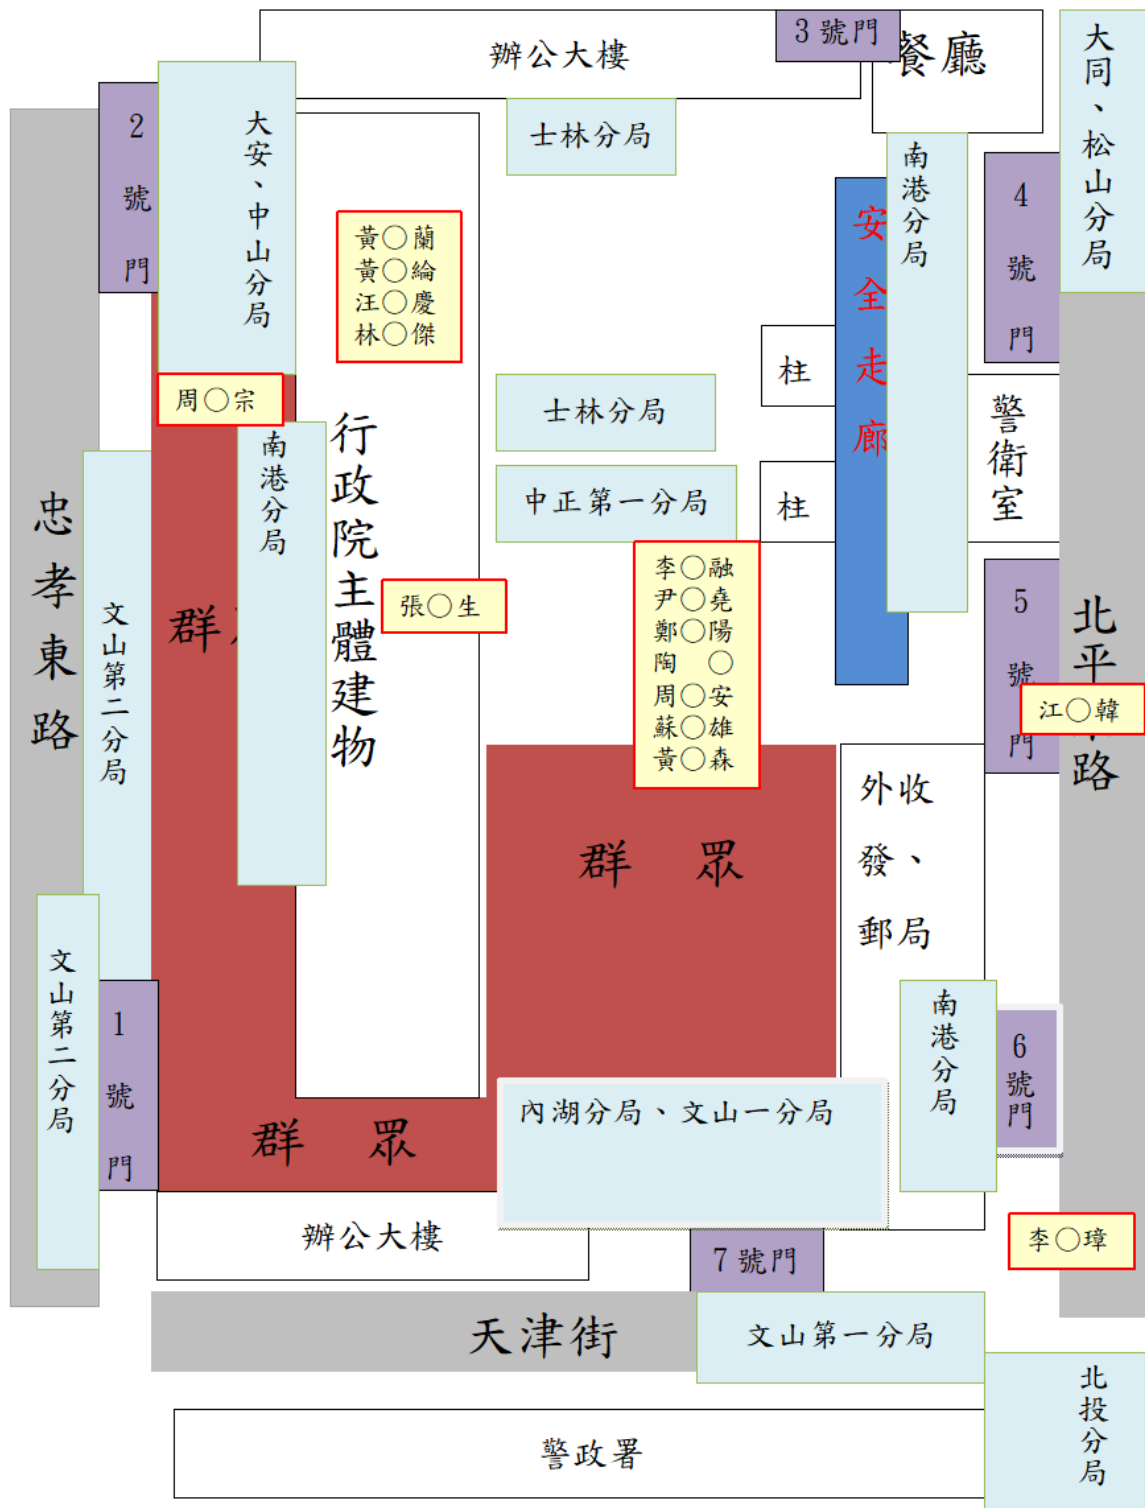 辦公大樓
3 號門
餐廳
大同、松山分局
2 號門
大安、中山分局
士林分局
南港分局
4 號門
安全走廊
黃○蘭
黃○綸
汪○慶
林○傑
柱
周○宗
士林分局
警衛室
行政院主體建物
南港分局
中正第一分局
柱
忠孝東路
文山第二分局
群
張○生
李○融
尹○堯
鄭○陽
陶　○
周○安
蘇○雄
黃○森
5 號門
北平
路
江○韓
群　眾
外收
發、
郵局
文山第二分局
1 號門
南港分局
6 號門
內湖分局、文山一分局
群　眾
辦公大樓
7 號門
李○璋
天津街
文山第一分局
北投分局
警政署